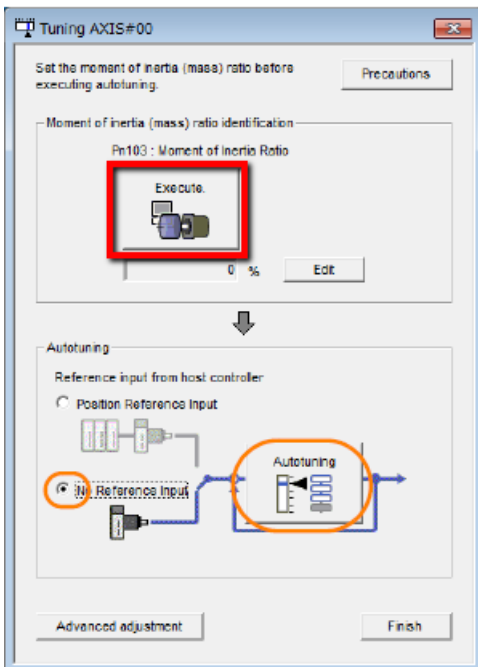 Tuning AXIS#00
Set the moment of inertia (mass) ratio before
executing autotuning.
Precautions
Moment of inertia (mass) ratio identification
Pn103 : Moment of Inertia Ratio
Execute.
0 %
Edit
Autotuning
Reference input from host controller
Position Reference Input
No Reference Input
Autotuning
Advanced adjustment
Finish